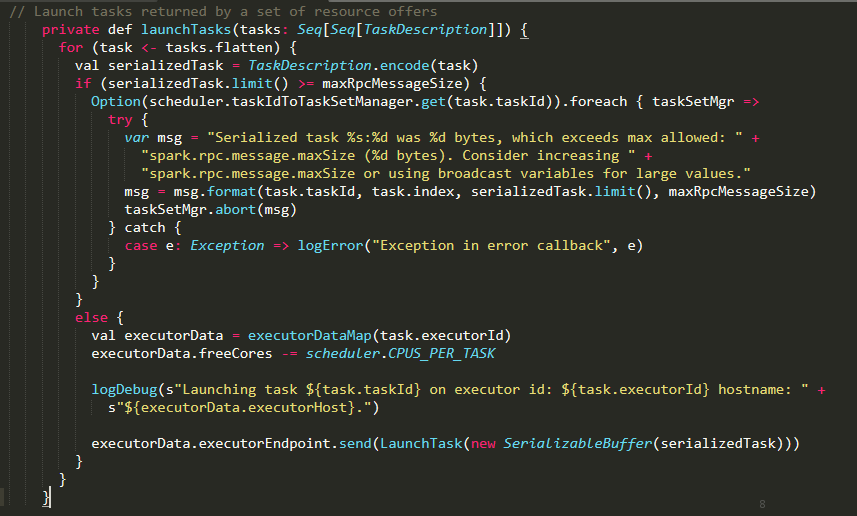 // Launch tasks returned by a set of resource offers
private def launchTasks(tasks: Seq[Seq[TaskDescription]]) {
for (task <- tasks.flatten) {
val serializedTask = TaskDescription.encode(task)
if (serializedTask.limit() >= maxRpcMessageSize) {
Option(scheduler.taskIdToTaskSetManager.get(task.taskId)).foreach { taskSetMgr =>
try {
var msg = "Serialized task %s:%d was %d bytes, which exceeds max allowed: " +
"spark.rpc.message.maxSize (%d bytes). Consider increasing " +
"spark.rpc.message.maxSize or using broadcast variables for large values."
msg = msg.format(task.taskId, task.index, serializedTask.limit(), maxRpcMessageSize)
taskSetMgr.abort(msg)
} catch {
case e: Exception => logError("Exception in error callback", e)
}
}
}
else {
val executorData = executorDataMap(task.executorId)
executorData.freeCores -= scheduler.CPUS_PER_TASK
logDebug(s"Launching task ${task.taskId} on executor id: ${task.executorId} hostname: " +
s"${executorData.executorHost}.")
executorData.executorEndpoint.send(LaunchTask(new SerializableBuffer(serializedTask)))
}
}
}
8